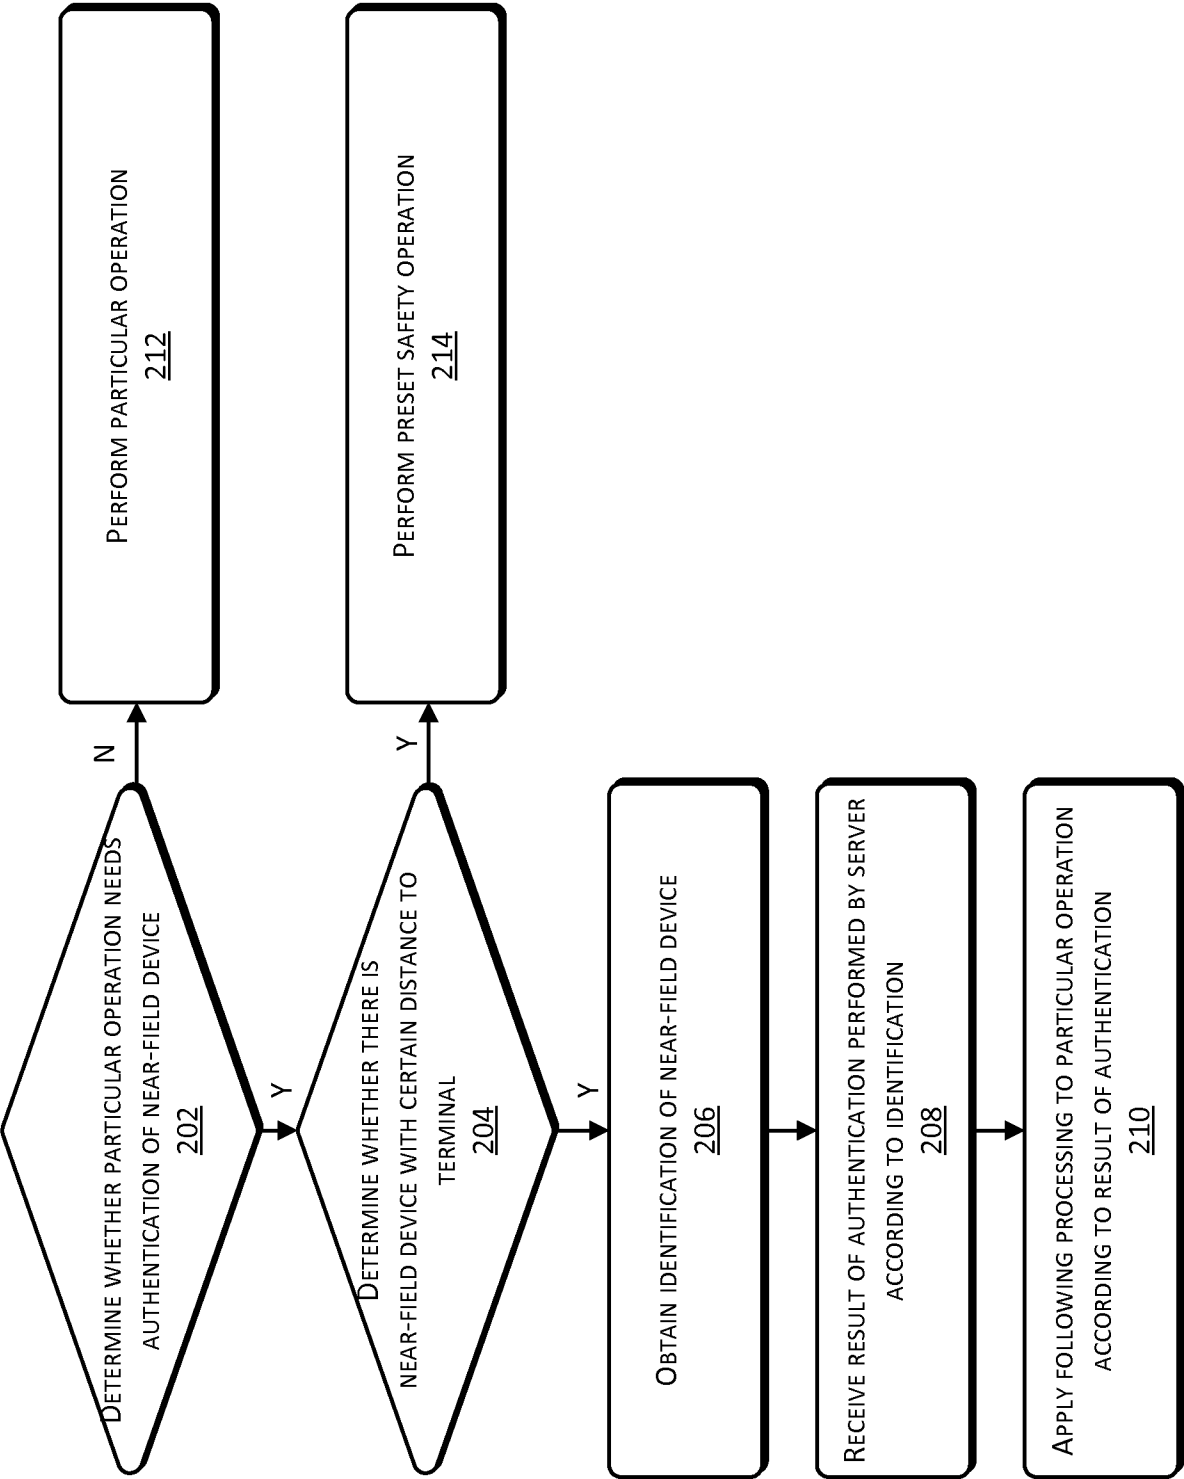 DETERMINE WHETHER PARTICULAR OPERATION NEEDS
AUTHENTICATION OF NEAR-FIELD DEVICE
202
N
PERFORM PARTICULAR OPERATION
212
Y
DETERMINE WHETHER THERE IS
NEAR-FIELD DEVICE WITH CERTAIN DISTANCE TO
TERMINAL
204
Y
PERFORM PRESET SAFETY OPERATION
214
Y
OBTAIN IDENTIFICATION OF NEAR-FIELD DEVICE
206
RECEIVE RESULT OF AUTHENTICATION PERFORMED BY SERVER
ACCORDING TO IDENTIFICATION
208
APPLY FOLLOWING PROCESSING TO PARTICULAR OPERATION
ACCORDING TO RESULT OF AUTHENTICATION
210